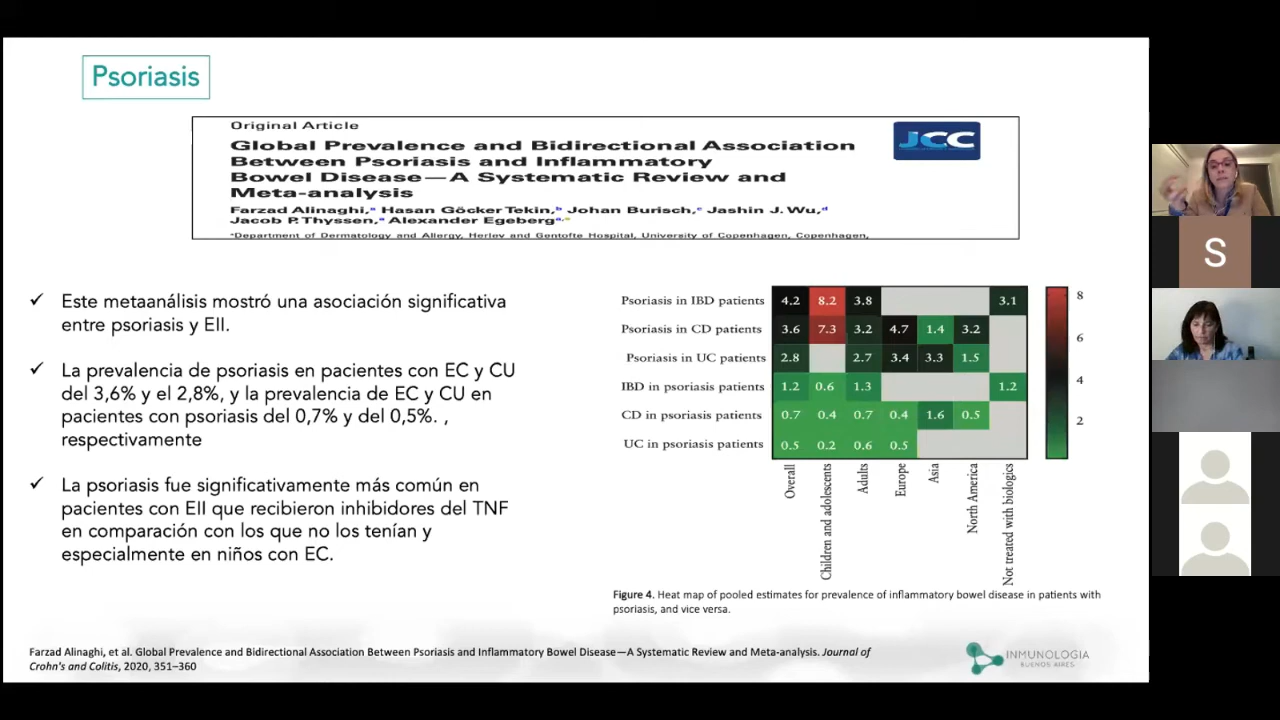 Psoriasis
Original Article
JCC
Global Prevalence and Bidirectional Association
Between Psoriasis and Inflammatory
Bowel Disease—A Systematic Review and
Meta-analysis
Farzad Alinaghi,ᵃ Hasan Göcker Tekin,ᵇ Johan Burisch,ᶜ Jashin J. Wu,ᵈ
Jacob P. Thyssen,ᵃ Alexander Egebergᵃ,ᵉ
ᵃDepartment of Dermatology and Allergy, Herlev and Gentofte Hospital, University of Copenhagen, Copenhagen,
✓ Este metaanálisis mostró una asociación significativa
entre psoriasis y EII.
✓ La prevalencia de psoriasis en pacientes con EC y CU
del 3,6% y el 2,8%, y la prevalencia de EC y CU en
pacientes con psoriasis del 0,7% y del 0,5%. ,
respectivamente
✓ La psoriasis fue significativamente más común en
pacientes con EII que recibieron inhibidores del TNF
en comparación con los que no los tenían y
especialmente en niños con EC.
Psoriasis in IBD patients 4.2 8.2 3.8 3.1
Psoriasis in CD patients 3.6 7.3 3.2 4.7 1.4 3.2
Psoriasis in UC patients 2.8 2.7 3.4 3.3 1.5
IBD in psoriasis patients 1.2 0.6 1.3 1.2
CD in psoriasis patients 0.7 0.4 0.7 0.4 1.6 0.5
UC in psoriasis patients 0.5 0.2 0.6 0.5
Overall
Children and adolescents
Adults
Europe
Asia
North America
Not treated with biologics
8
6
4
2
Figure 4. Heat map of pooled estimates for prevalence of inflammatory bowel disease in patients with
psoriasis, and vice versa.
Farzad Alinaghi, et al. Global Prevalence and Bidirectional Association Between Psoriasis and Inflammatory Bowel Disease—A Systematic Review and Meta-analysis. Journal of
Crohn's and Colitis, 2020, 351–360
INMUNOLOGIA
BUENOS AIRES
S